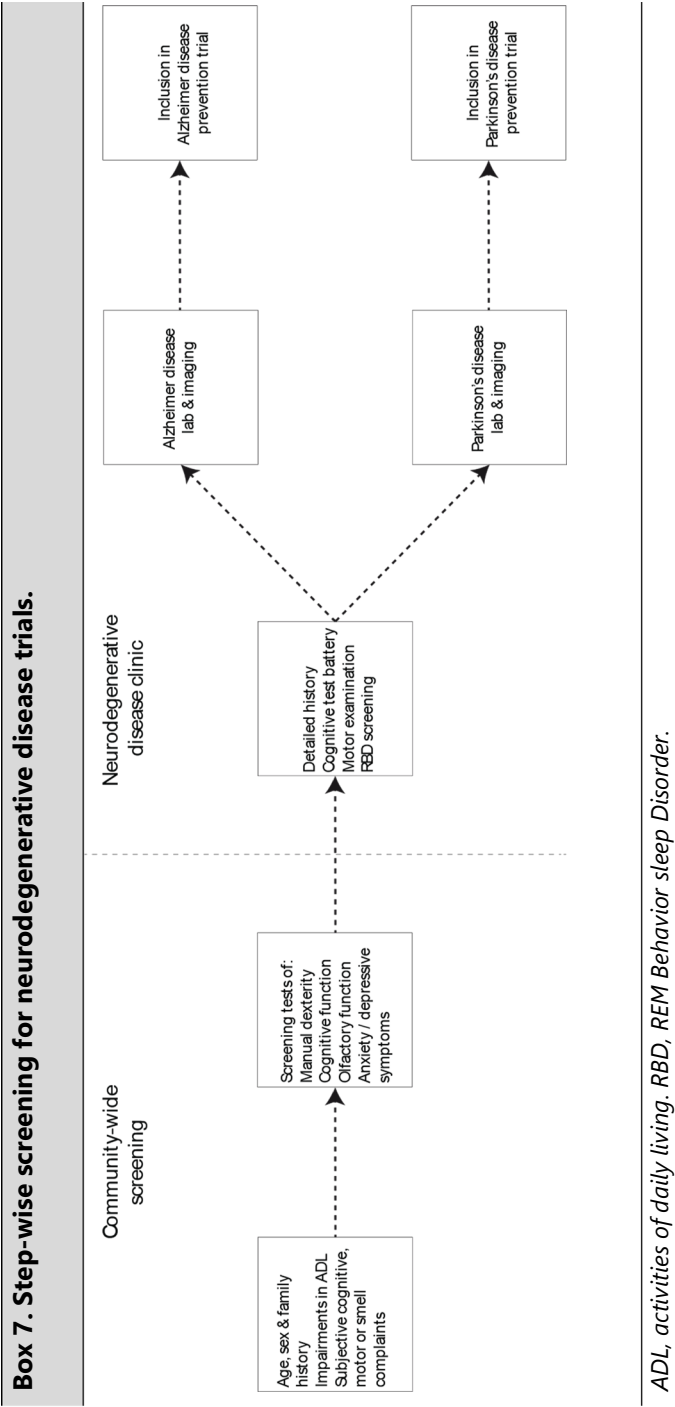 Box 7. Step-wise screening for neurodegenerative disease trials.
Community-wide
screening
Neurodegenerative
disease clinic
Age, sex & family
history
Impairments in ADL
Subjective cognitive,
motor or smell
complaints
Screening tests of:
Manual dexterity
Cognitive function
Olfactory function
Anxiety / depressive
symptoms
Detailed history
Cognitive test battery
Motor examination
RBD screening
Alzheimer disease
lab & imaging
Inclusion in
Alzheimer disease
prevention trial
Parkinson's disease
lab & imaging
Inclusion in
Parkinson's disease
prevention trial
ADL, activities of daily living. RBD, REM Behavior sleep Disorder.